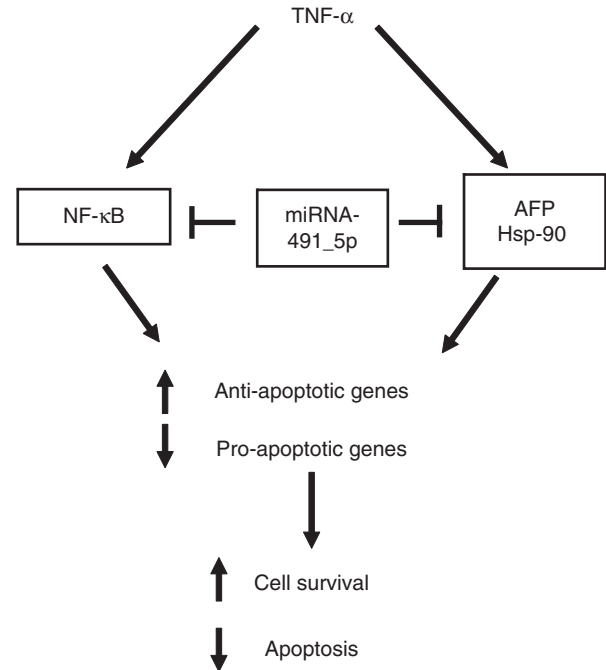 TNF-α
NF-κB
miRNA-
491_5p
AFP
Hsp-90
Anti-apoptotic genes
Pro-apoptotic genes
Cell survival
Apoptosis